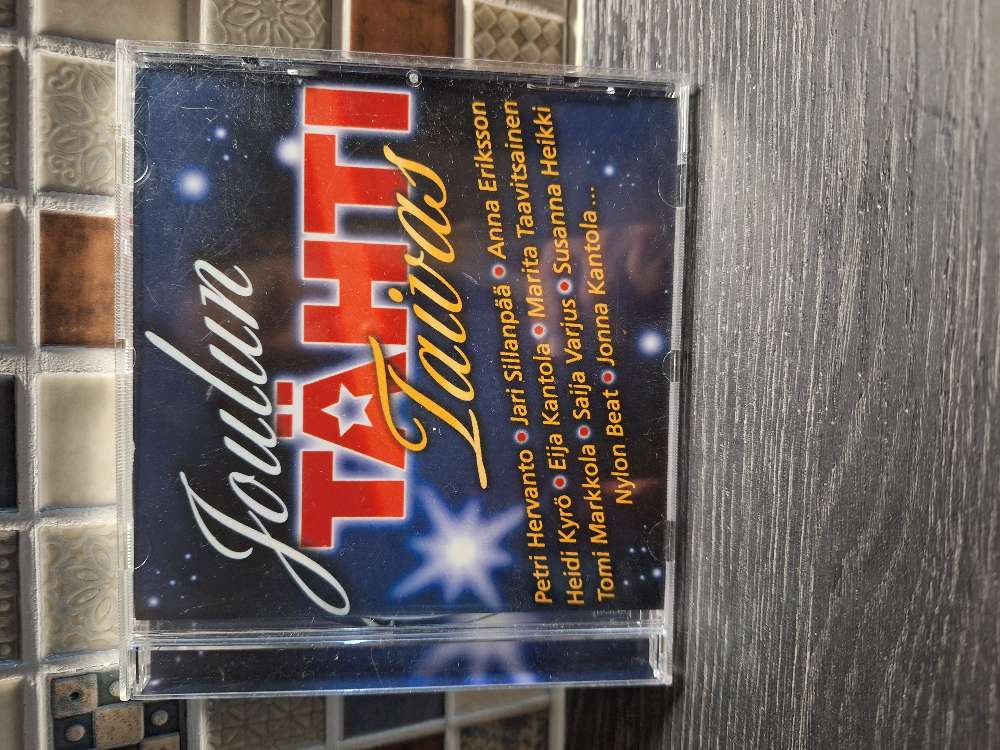 Joulun
TÄHTI
Taivas
Petri Hervanto • Jari Sillanpää • Anna Eriksson
Heidi Kyrö • Eija Kantola • Marita Taavitsainen
Tomi Markkola • Saija Varjus • Susanna Heikki
Nylon Beat • Jonna Kantola...